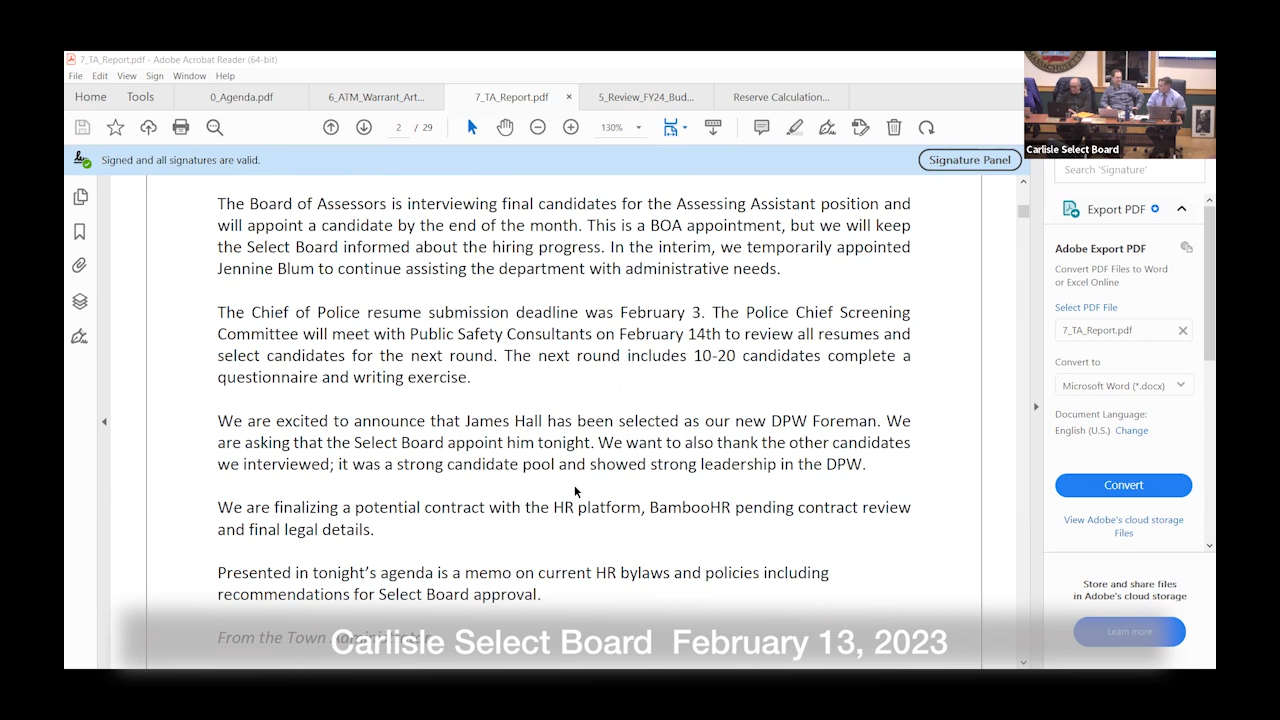 7_TA_Report.pdf - Adobe Acrobat Reader (64-bit)
File Edit View Sign Window Help
Home Tools 0_Agenda.pdf 6_ATM_Warrant_Art... 7_TA_Report.pdf × 5_Review_FY24_Bud... Reserve Calculation...
2 / 29 130%
MASSACHUSETTS
Carlisle Select Board
Signed and all signatures are valid.
Signature Panel
Search 'Signature'
Export PDF
Adobe Export PDF
Convert PDF Files to Word
or Excel Online
Select PDF File
7_TA_Report.pdf
Convert to
Microsoft Word (*.docx)
Document Language:
English (U.S.) Change
Convert
View Adobe's cloud storage
Files
Store and share files
in Adobe's cloud storage
Learn more
The Board of Assessors is interviewing final candidates for the Assessing Assistant position and
will appoint a candidate by the end of the month. This is a BOA appointment, but we will keep
the Select Board informed about the hiring progress. In the interim, we temporarily appointed
Jennine Blum to continue assisting the department with administrative needs.
The Chief of Police resume submission deadline was February 3. The Police Chief Screening
Committee will meet with Public Safety Consultants on February 14th to review all resumes and
select candidates for the next round. The next round includes 10-20 candidates complete a
questionnaire and writing exercise.
We are excited to announce that James Hall has been selected as our new DPW Foreman. We
are asking that the Select Board appoint him tonight. We want to also thank the other candidates
we interviewed; it was a strong candidate pool and showed strong leadership in the DPW.
We are finalizing a potential contract with the HR platform, BambooHR pending contract review
and final legal details.
Presented in tonight's agenda is a memo on current HR bylaws and policies including
recommendations for Select Board approval.
From the Town
Carlisle Select Board February 13, 2023